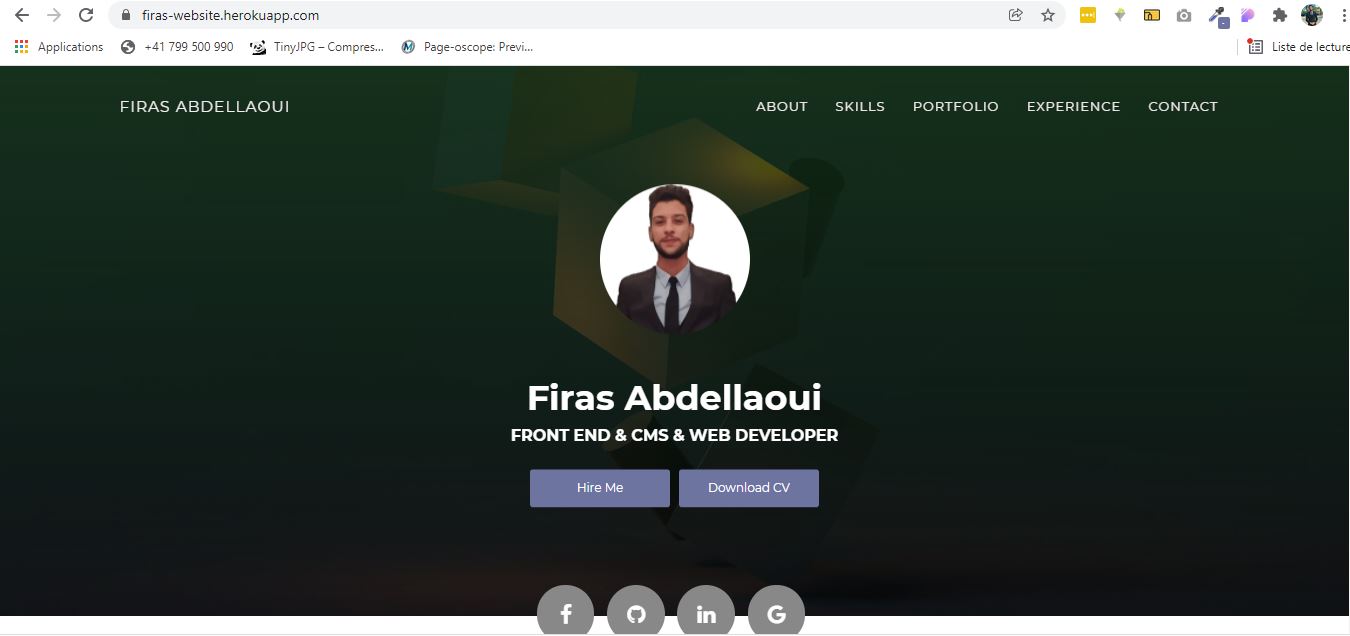 firas-website.herokuapp.com
Applications
+41 799 500 990
TinyJPG – Compres...
Page-oscope: Previ...
Liste de lecture
FIRAS ABDELLAOUI
ABOUT
SKILLS
PORTFOLIO
EXPERIENCE
CONTACT
Firas Abdellaoui
FRONT END & CMS & WEB DEVELOPER
Hire Me
Download CV